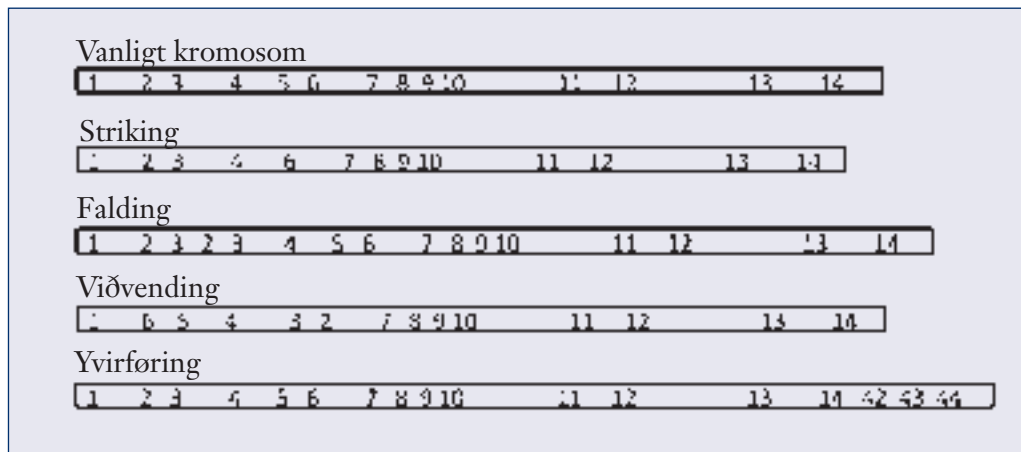 Vanligt kromosom
1 2 3 4 5 6 7 8 9 10 11 12 13 14
Striking
1 2 3 4 6 7 8 9 10 11 12 13 14
Falding
1 2 3 2 3 4 5 6 7 8 9 10 11 12 13 14
Viðvending
1 6 5 4 3 2 7 8 9 10 11 12 13 14
Yvirføring
1 2 3 4 5 6 7 8 9 10 11 12 13 14 42 43 44